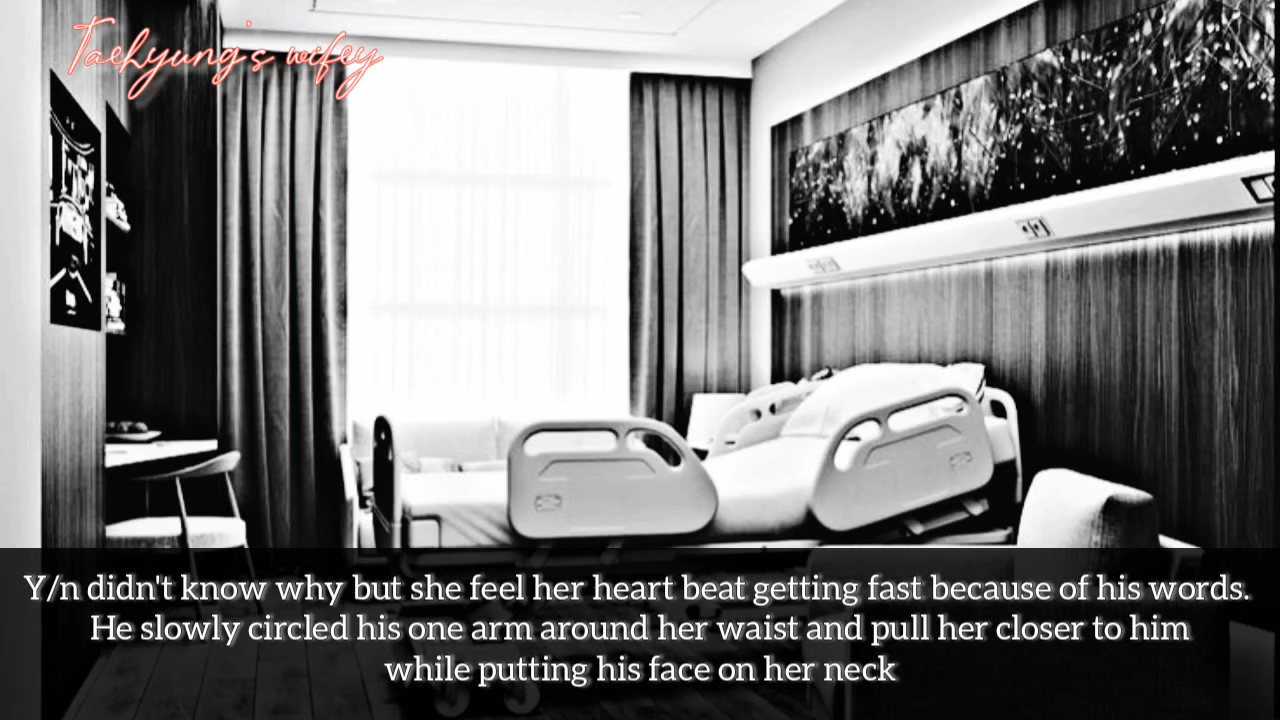 Taehyung's wifey
Y/n didn't know why but she feel her heart beat getting fast because of his words.
He slowly circled his one arm around her waist and pull her closer to him
while putting his face on her neck